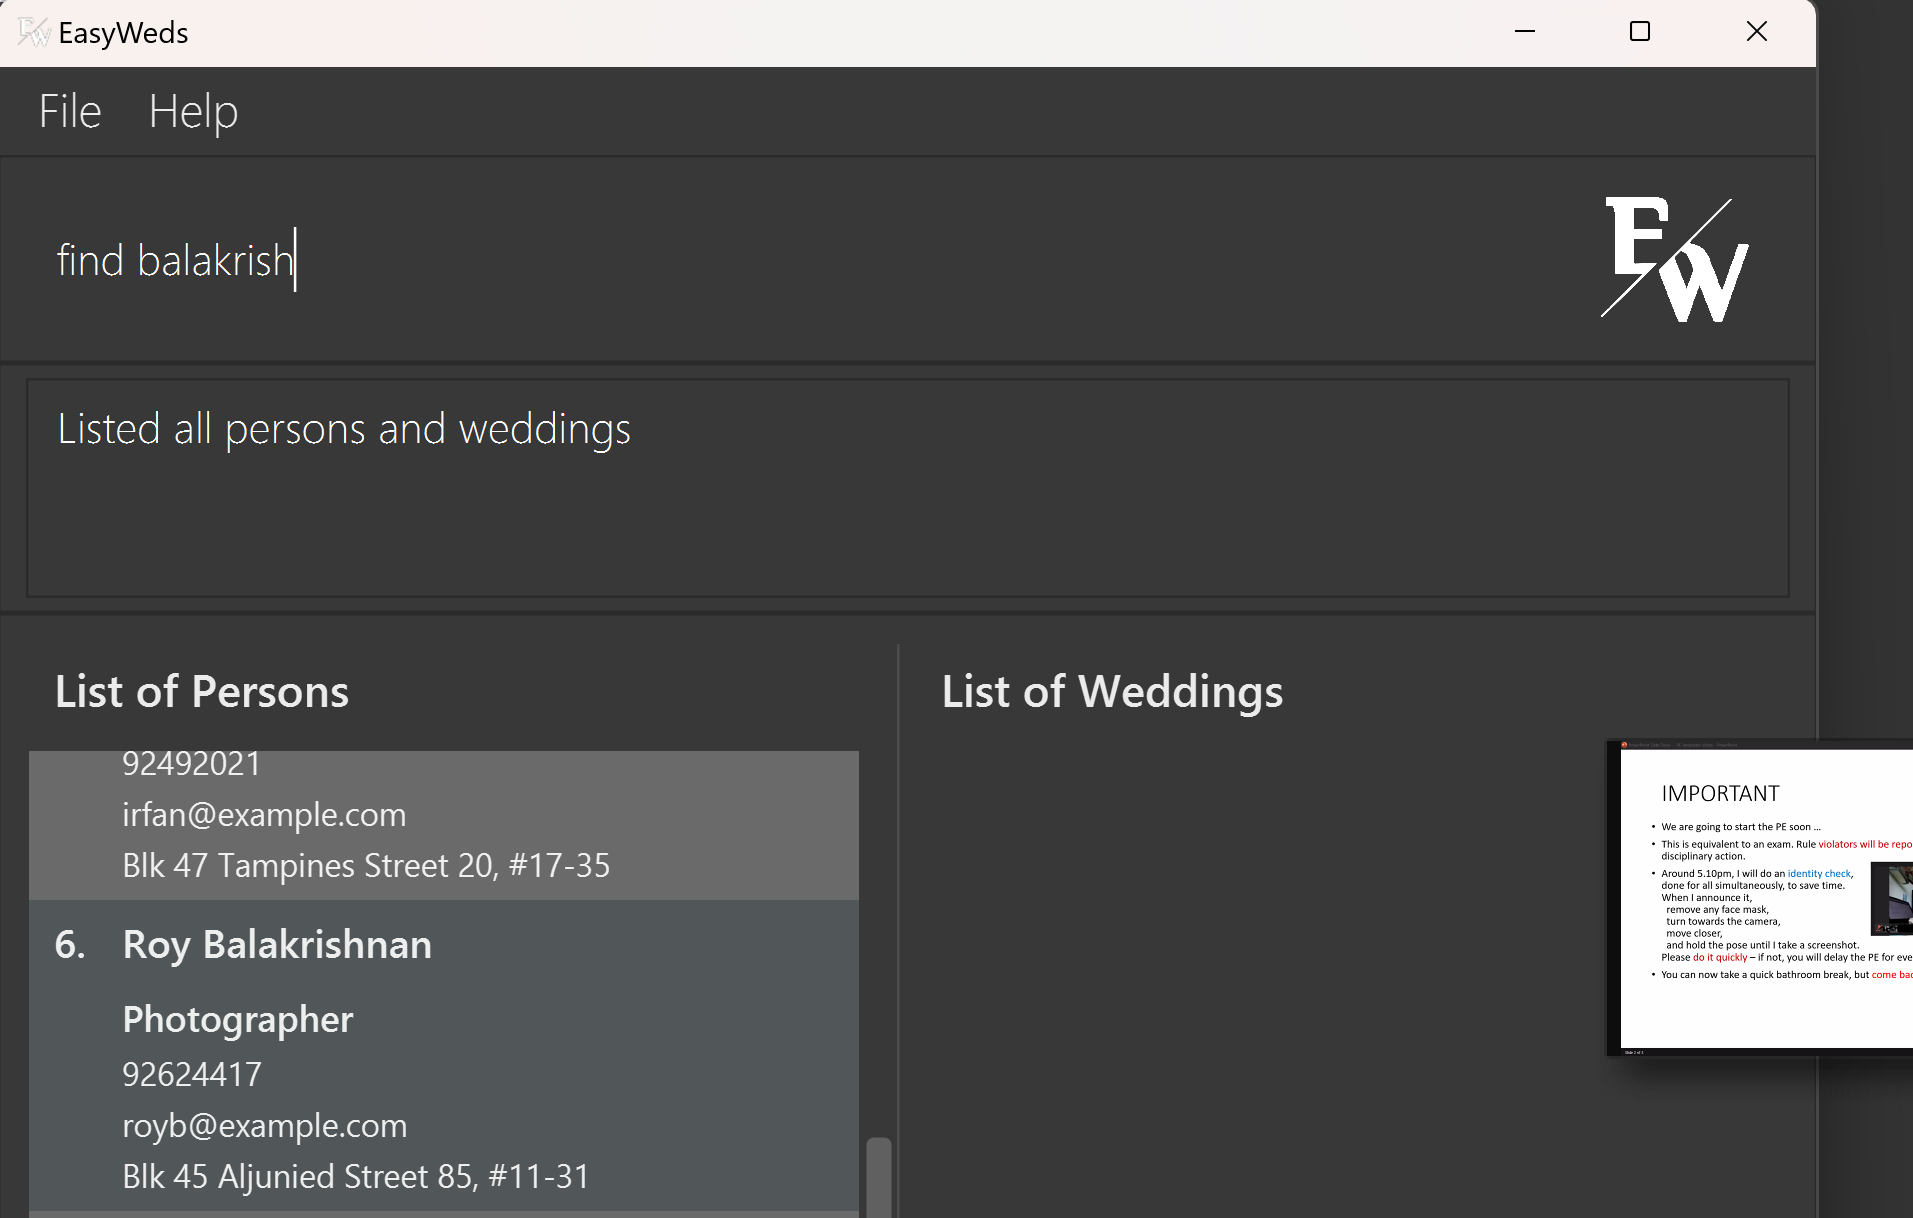 EasyWeds
File Help
find balakrish
EW
Listed all persons and weddings
List of Persons
92492021
irfan@example.com
Blk 47 Tampines Street 20, #17-35
6. Roy Balakrishnan
Photographer
92624417
royb@example.com
Blk 45 Aljunied Street 85, #11-31
List of Weddings
IMPORTANT
• We are going to start the PE soon ...
• This is equivalent to an exam. Rule violators will be repo
disciplinary action.
• Around 5.10pm, I will do an identity check,
done for all simultaneously, to save time.
When I announce it,
remove any face mask,
turn towards the camera,
move closer,
and hold the pose until I take a screenshot.
Please do it quickly – if not, you will delay the PE for eve
• You can now take a quick bathroom break, but come bac
Slide 2 of 3